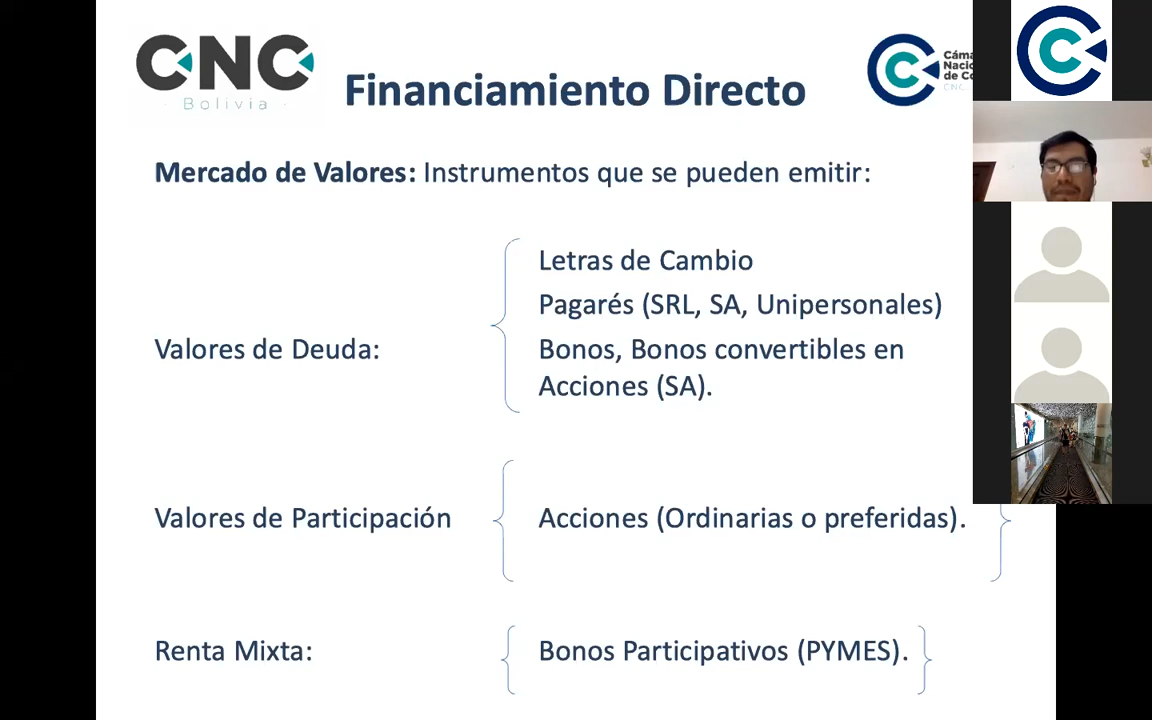 CNC
Bolivia
Financiamiento Directo
Mercado de Valores: Instrumentos que se pueden emitir:
Letras de Cambio
Pagarés (SRL, SA, Unipersonales)
Valores de Deuda:
Bonos, Bonos convertibles en
Acciones (SA).
Valores de Participación
Acciones (Ordinarias o preferidas).
Renta Mixta:
Bonos Participativos (PYMES).